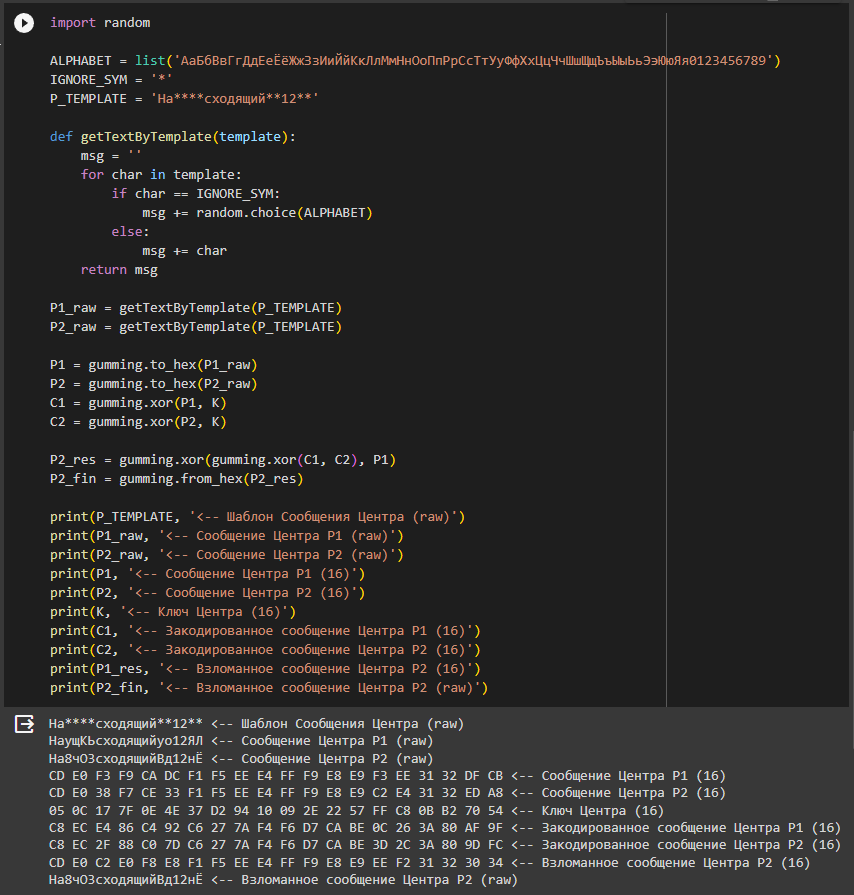 import random
ALPHABET = list('АаБбВвГгДдЕеЁёЖжЗзИиЙйКкЛлМмНнОоПпРрСсТтУуФфХхЦцЧчШшЩщЪъЫыЬьЭэЮюЯя0123456789')
IGNORE_SYM = '*'
P_TEMPLATE = 'На****сходящий**12**'
def getTextByTemplate(template):
    msg = ''
    for char in template:
        if char == IGNORE_SYM:
            msg += random.choice(ALPHABET)
        else:
            msg += char
    return msg
P1_raw = getTextByTemplate(P_TEMPLATE)
P2_raw = getTextByTemplate(P_TEMPLATE)
P1 = gumming.to_hex(P1_raw)
P2 = gumming.to_hex(P2_raw)
C1 = gumming.xor(P1, K)
C2 = gumming.xor(P2, K)
P2_res = gumming.xor(gumming.xor(C1, C2), P1)
P2_fin = gumming.from_hex(P2_res)
print(P_TEMPLATE, '<-- Шаблон Сообщения Центра (raw)')
print(P1_raw, '<-- Сообщение Центра P1 (raw)')
print(P2_raw, '<-- Сообщение Центра P2 (raw)')
print(P1, '<-- Сообщение Центра P1 (16)')
print(P2, '<-- Сообщение Центра P2 (16)')
print(K, '<-- Ключ Центра (16)')
print(C1, '<-- Закодированное сообщение Центра P1 (16)')
print(C2, '<-- Закодированное сообщение Центра P2 (16)')
print(P1_res, '<-- Взломанное сообщение Центра P2 (16)')
print(P2_fin, '<-- Взломанное сообщение Центра P2 (raw)')
На****сходящий**12** <-- Шаблон Сообщения Центра (raw)
НаущКЬсходящийуо12ЯЛ <-- Сообщение Центра P1 (raw)
На8чО3сходящийВд12нЁ <-- Сообщение Центра P2 (raw)
CD E0 F3 F9 CA DC F1 F5 EE E4 FF F9 E8 E9 F3 EE 31 32 DF CB <-- Сообщение Центра P1 (16)
CD E0 38 F7 CE 33 F1 F5 EE E4 FF F9 E8 E9 C2 E4 31 32 ED A8 <-- Сообщение Центра P2 (16)
05 0C 17 7F 0E 4E 37 D2 94 10 09 2E 22 57 FF C8 0B B2 70 54 <-- Ключ Центра (16)
C8 EC E4 86 C4 92 C6 27 7A F4 F6 D7 CA BE 0C 26 3A 80 AF 9F <-- Закодированное сообщение Центра P1 (16)
C8 EC 2F 88 C0 7D C6 27 7A F4 F6 D7 CA BE 3D 2C 3A 80 9D FC <-- Закодированное сообщение Центра P2 (16)
CD E0 C2 E0 F8 E8 F1 F5 EE E4 FF F9 E8 E9 EE F2 31 32 30 34 <-- Взломанное сообщение Центра P2 (16)
На8чО3сходящийВд12нЁ <-- Взломанное сообщение Центра P2 (raw)